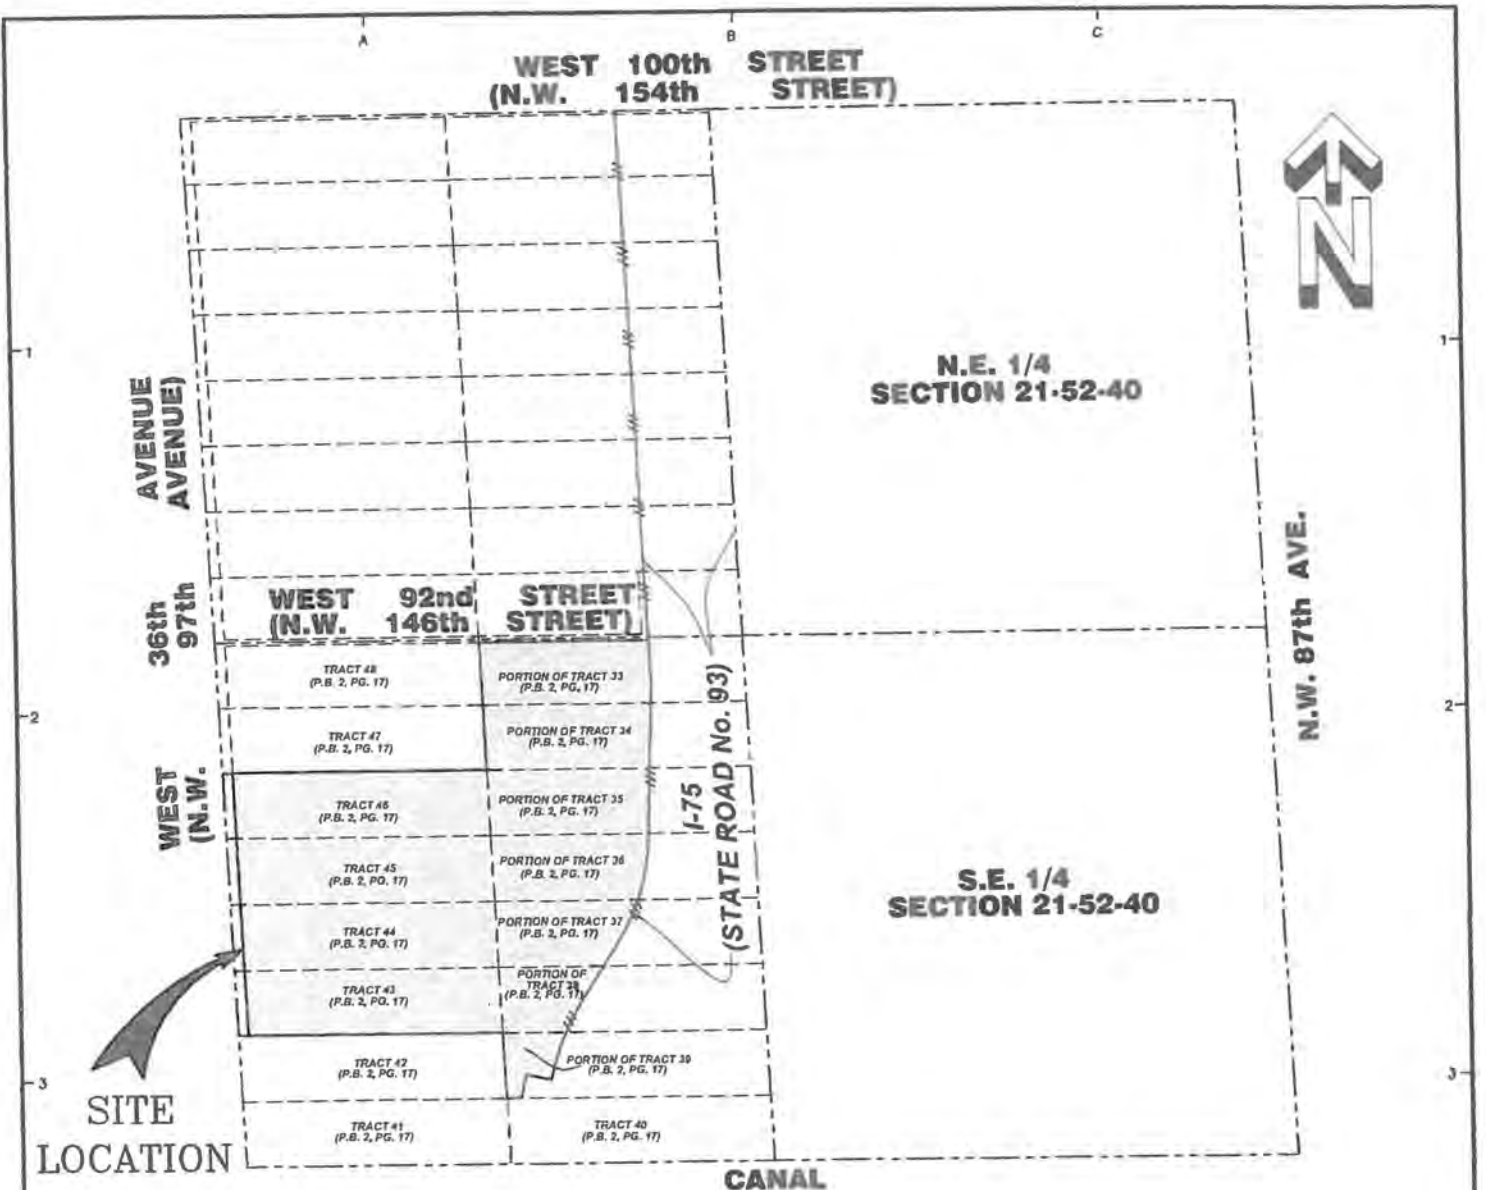 A
B
C
WEST 100th STREET
(N.W. 154th STREET)
N
1
1
N.E. 1/4
SECTION 21-52-40
WEST 36th AVENUE
(N.W. 97th AVENUE)
N.W. 87th AVE.
WEST 92nd STREET
(N.W. 146th STREET)
TRACT 48
(P.B. 2, PG. 17)
PORTION OF TRACT 33
(P.B. 2, PG. 17)
2
2
TRACT 47
(P.B. 2, PG. 17)
PORTION OF TRACT 34
(P.B. 2, PG. 17)
I-75
(STATE ROAD No. 93)
TRACT 46
(P.B. 2, PG. 17)
PORTION OF TRACT 35
(P.B. 2, PG. 17)
TRACT 45
(P.B. 2, PG. 17)
PORTION OF TRACT 36
(P.B. 2, PG. 17)
S.E. 1/4
SECTION 21-52-40
TRACT 44
(P.B. 2, PG. 17)
PORTION OF TRACT 37
(P.B. 2, PG. 17)
TRACT 43
(P.B. 2, PG. 17)
PORTION OF
TRACT 38
(P.B. 2, PG. 17)
TRACT 42
(P.B. 2, PG. 17)
PORTION OF TRACT 39
(P.B. 2, PG. 17)
3
3
SITE
LOCATION
TRACT 41
(P.B. 2, PG. 17)
TRACT 40
(P.B. 2, PG. 17)
CANAL